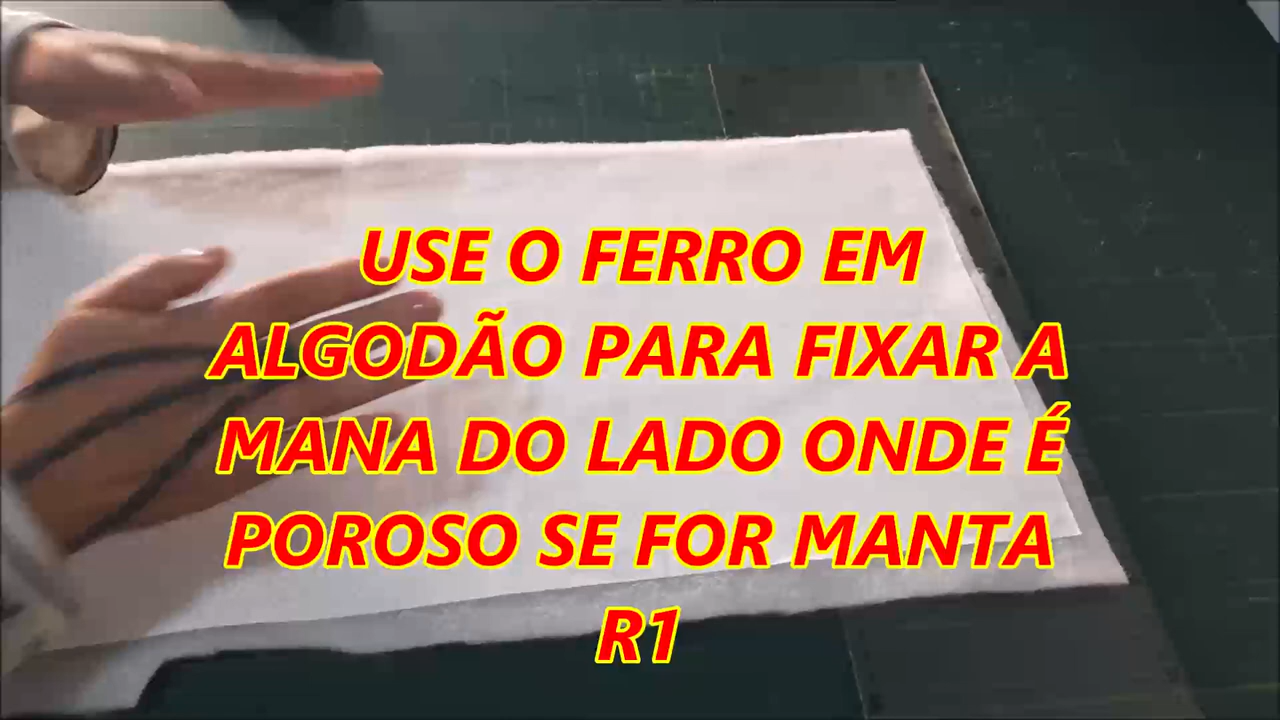 USE O FERRO EM
ALGODÃO PARA FIXAR A
MANA DO LADO ONDE É
POROSO SE FOR MANTA
R1